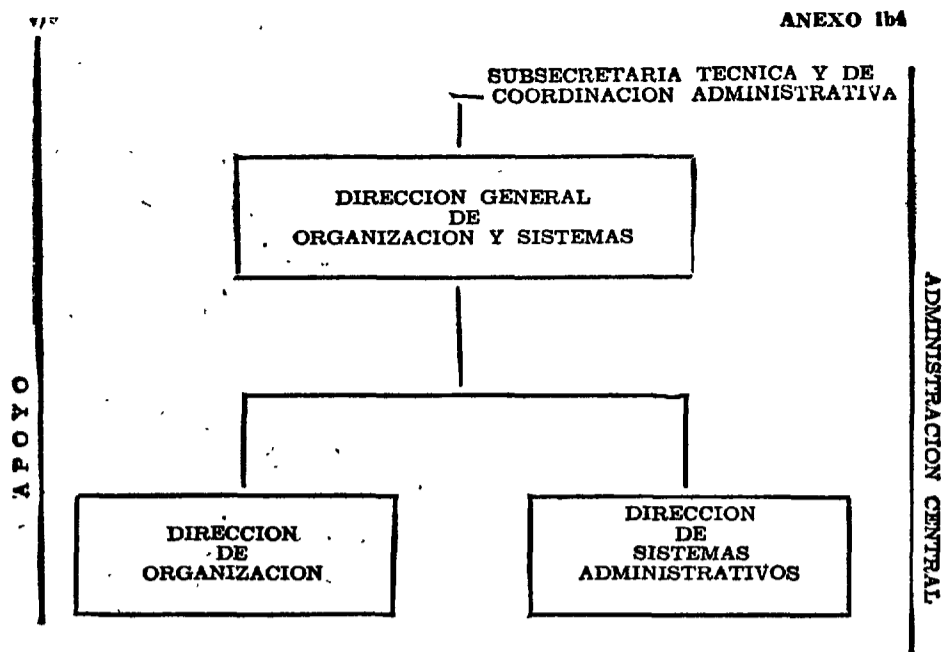 ANEXO 1b4
SUBSECRETARIA TECNICA Y DE
COORDINACION ADMINISTRATIVA
DIRECCION GENERAL
DE
ORGANIZACION Y SISTEMAS
APOYO
ADMINISTRACION CENTRAL
DIRECCION
DE
ORGANIZACION
DIRECCION
DE
SISTEMAS
ADMINISTRATIVOS